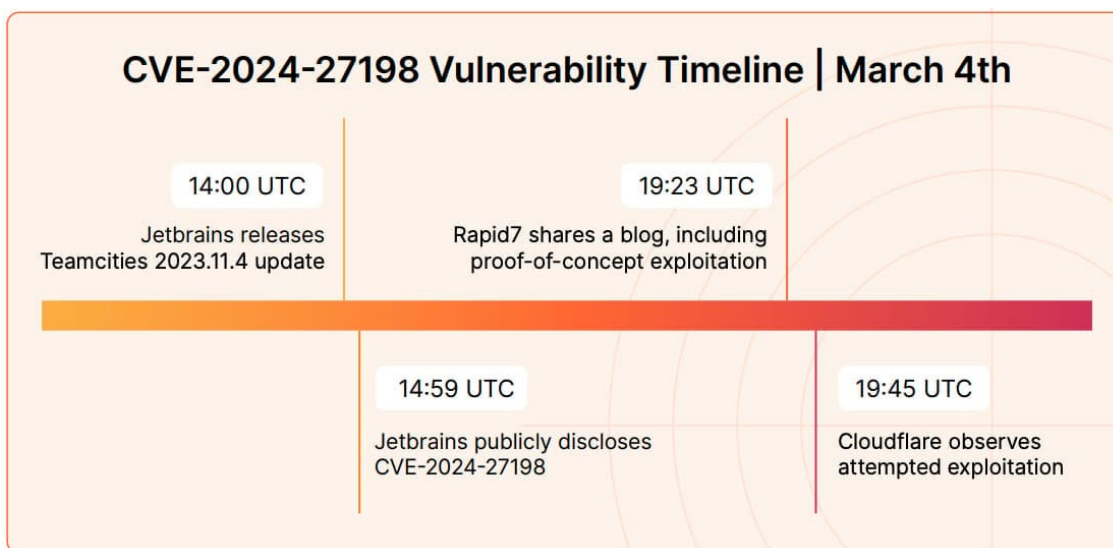 CVE-2024-27198 Vulnerability Timeline | March 4th
14:00 UTC
Jetbrains releases
Teamcities 2023.11.4 update
14:59 UTC
Jetbrains publicly discloses
CVE-2024-27198
19:23 UTC
Rapid7 shares a blog, including
proof-of-concept exploitation
19:45 UTC
Cloudflare observes
attempted exploitation